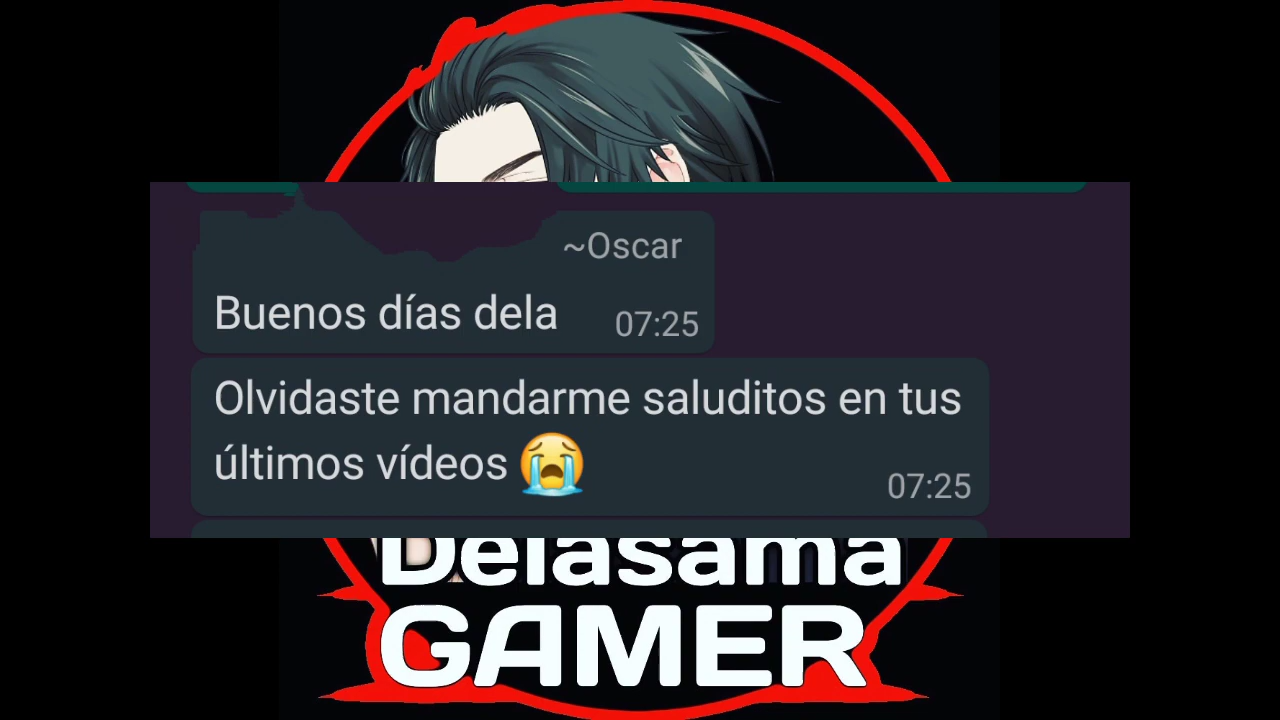 ~Oscar
Buenos días dela
07:25
Olvidaste mandarme saluditos en tus
últimos vídeos 😭
07:25
Delasama
GAMER